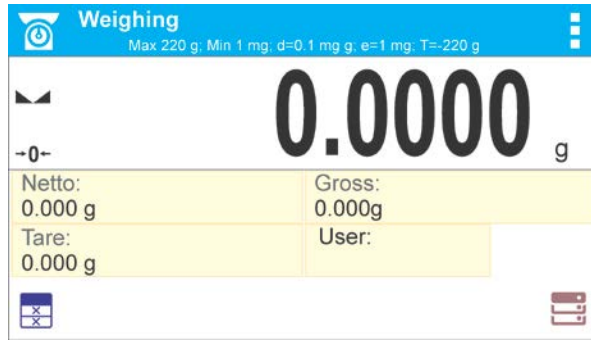 Weighing
Max 220 g; Min 1 mg; d=0.1 mg g; e=1 mg; T=-220 g
0.0000 g
→0←
Netto: Gross:
0.000 g 0.000g
Tare: User:
0.000 g